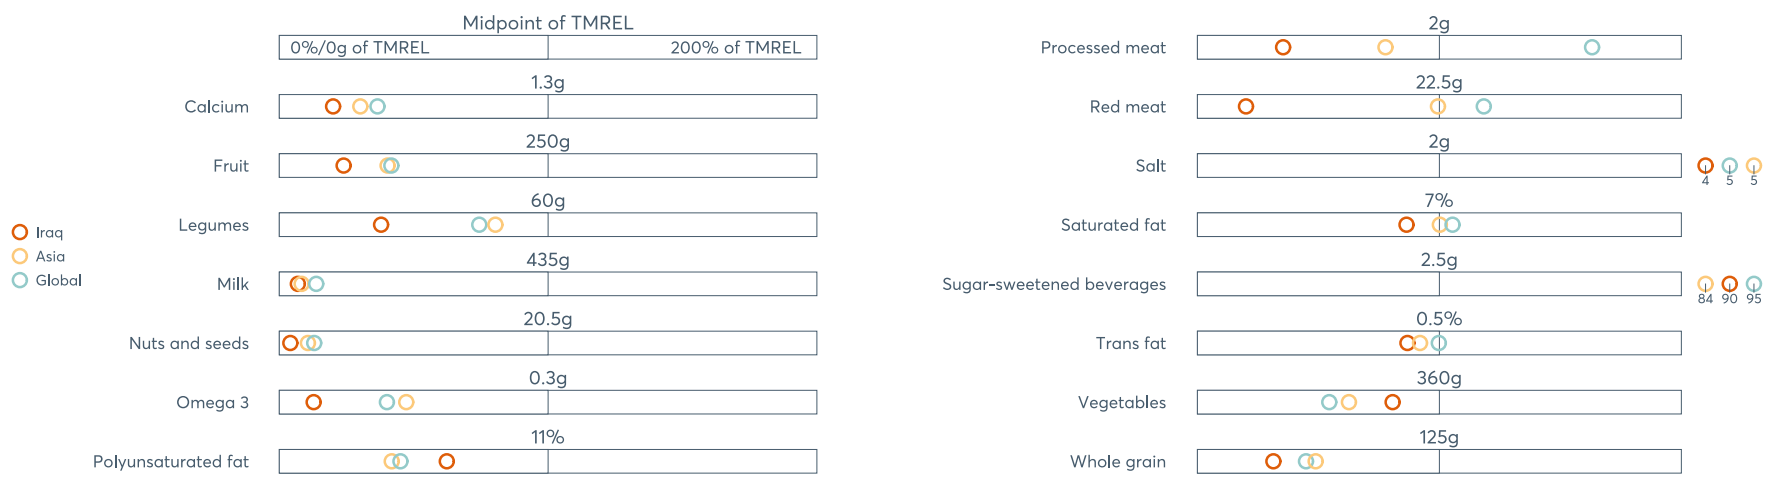 Midpoint of TMREL
0%/0g of TMREL 200% of TMREL
1.3g
Calcium
250g
Fruit
60g
Legumes
435g
Milk
20.5g
Nuts and seeds
0.3g
Omega 3
11%
Polyunsaturated fat
Iraq
Asia
Global
2g
Processed meat
22.5g
Red meat
2g
Salt
4 5 5
7%
Saturated fat
2.5g
Sugar-sweetened beverages
84 90 95
0.5%
Trans fat
360g
Vegetables
125g
Whole grain